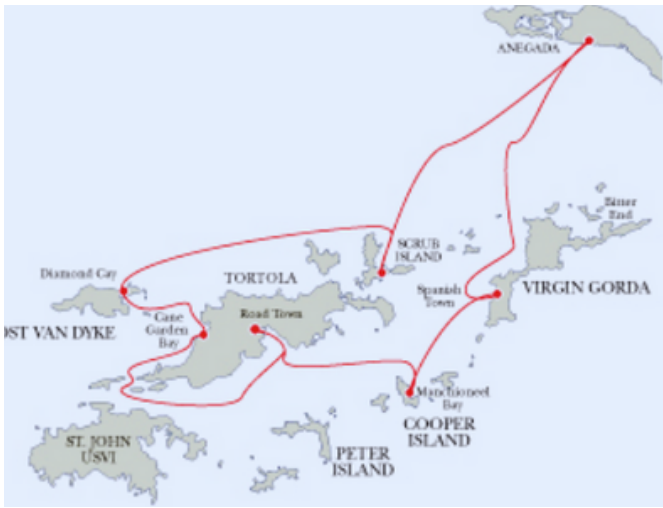 ANEGADA
Bitter
End
SCRUB
ISLAND
Diamond Cay
TORTOLA
Spanish
Town
VIRGIN GORDA
OST VAN DYKE
Cane
Garden
Bay
Road Town
Manchioneel
Bay
COOPER
ISLAND
ST. JOHN
USVI
PETER
ISLAND